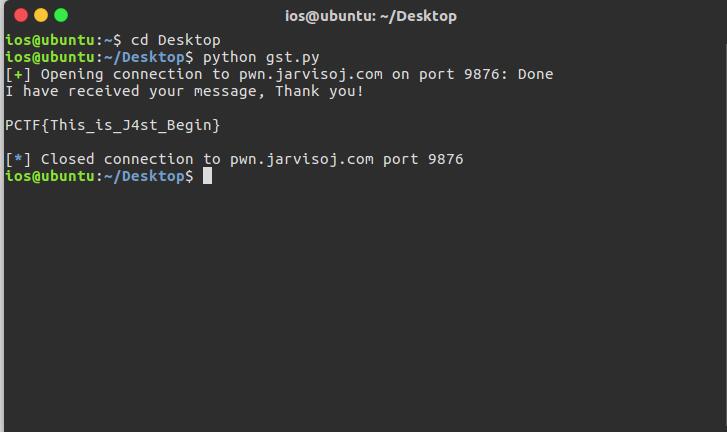 ios@ubuntu: ~/Desktop
ios@ubuntu:~$ cd Desktop
ios@ubuntu:~/Desktop$ python gst.py
[+] Opening connection to pwn.jarvisoj.com on port 9876: Done
I have received your message, Thank you!
PCTF{This_is_J4st_Begin}
[*] Closed connection to pwn.jarvisoj.com port 9876
ios@ubuntu:~/Desktop$